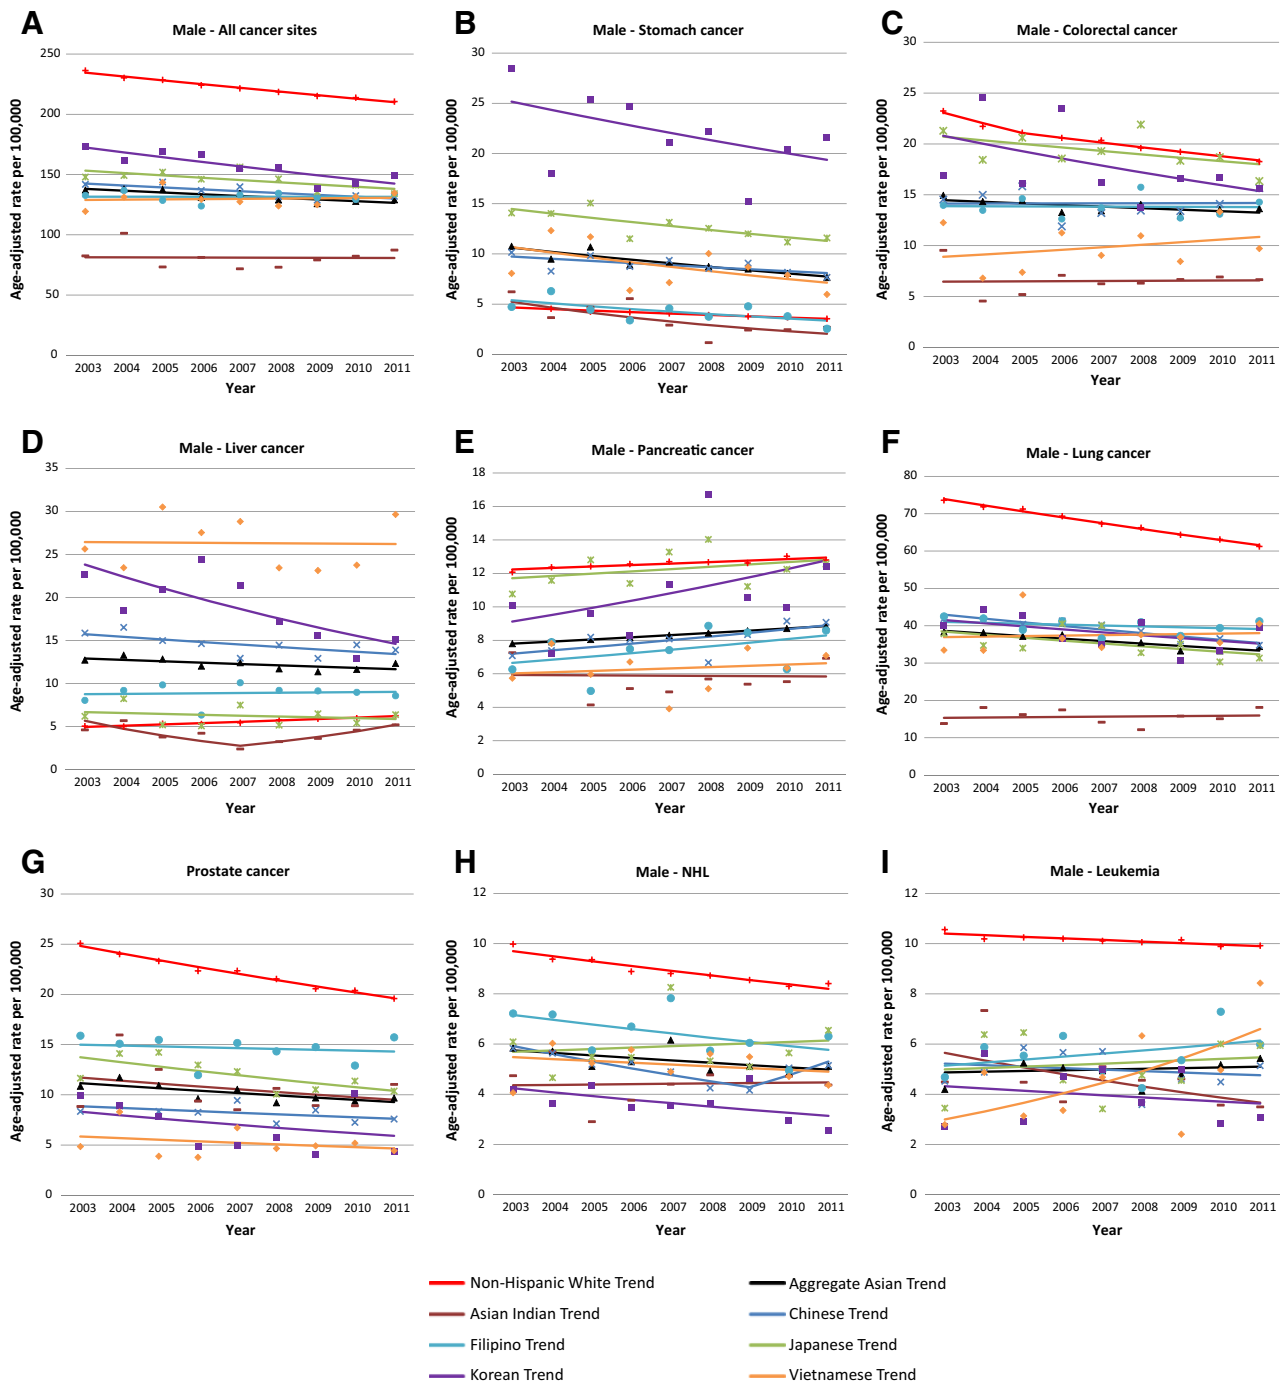 A
Male - All cancer sites
Age-adjusted rate per 100,000
250
200
150
100
50
0
2003 2004 2005 2006 2007 2008 2009 2010 2011
Year
B
Male - Stomach cancer
Age-adjusted rate per 100,000
30
25
20
15
10
5
0
2003 2004 2005 2006 2007 2008 2009 2010 2011
Year
C
Male - Colorectal cancer
Age-adjusted rate per 100,000
30
25
20
15
10
5
0
2003 2004 2005 2006 2007 2008 2009 2010 2011
Year
D
Male - Liver cancer
Age-adjusted rate per 100,000
35
30
25
20
15
10
5
0
2003 2004 2005 2006 2007 2008 2009 2010 2011
Year
E
Male - Pancreatic cancer
Age-adjusted rate per 100,000
18
16
14
12
10
8
6
4
2
0
2003 2004 2005 2006 2007 2008 2009 2010 2011
Year
F
Male - Lung cancer
Age-adjusted rate per 100,000
80
70
60
50
40
30
20
10
0
2003 2004 2005 2006 2007 2008 2009 2010 2011
Year
G
Prostate cancer
Age-adjusted rate per 100,000
30
25
20
15
10
5
0
2003 2004 2005 2006 2007 2008 2009 2010 2011
Year
H
Male - NHL
Age-adjusted rate per 100,000
12
10
8
6
4
2
0
2003 2004 2005 2006 2007 2008 2009 2010 2011
Year
I
Male - Leukemia
Age-adjusted rate per 100,000
12
10
8
6
4
2
0
2003 2004 2005 2006 2007 2008 2009 2010 2011
Year
Non-Hispanic White Trend
Aggregate Asian Trend
Asian Indian Trend
Chinese Trend
Filipino Trend
Japanese Trend
Korean Trend
Vietnamese Trend